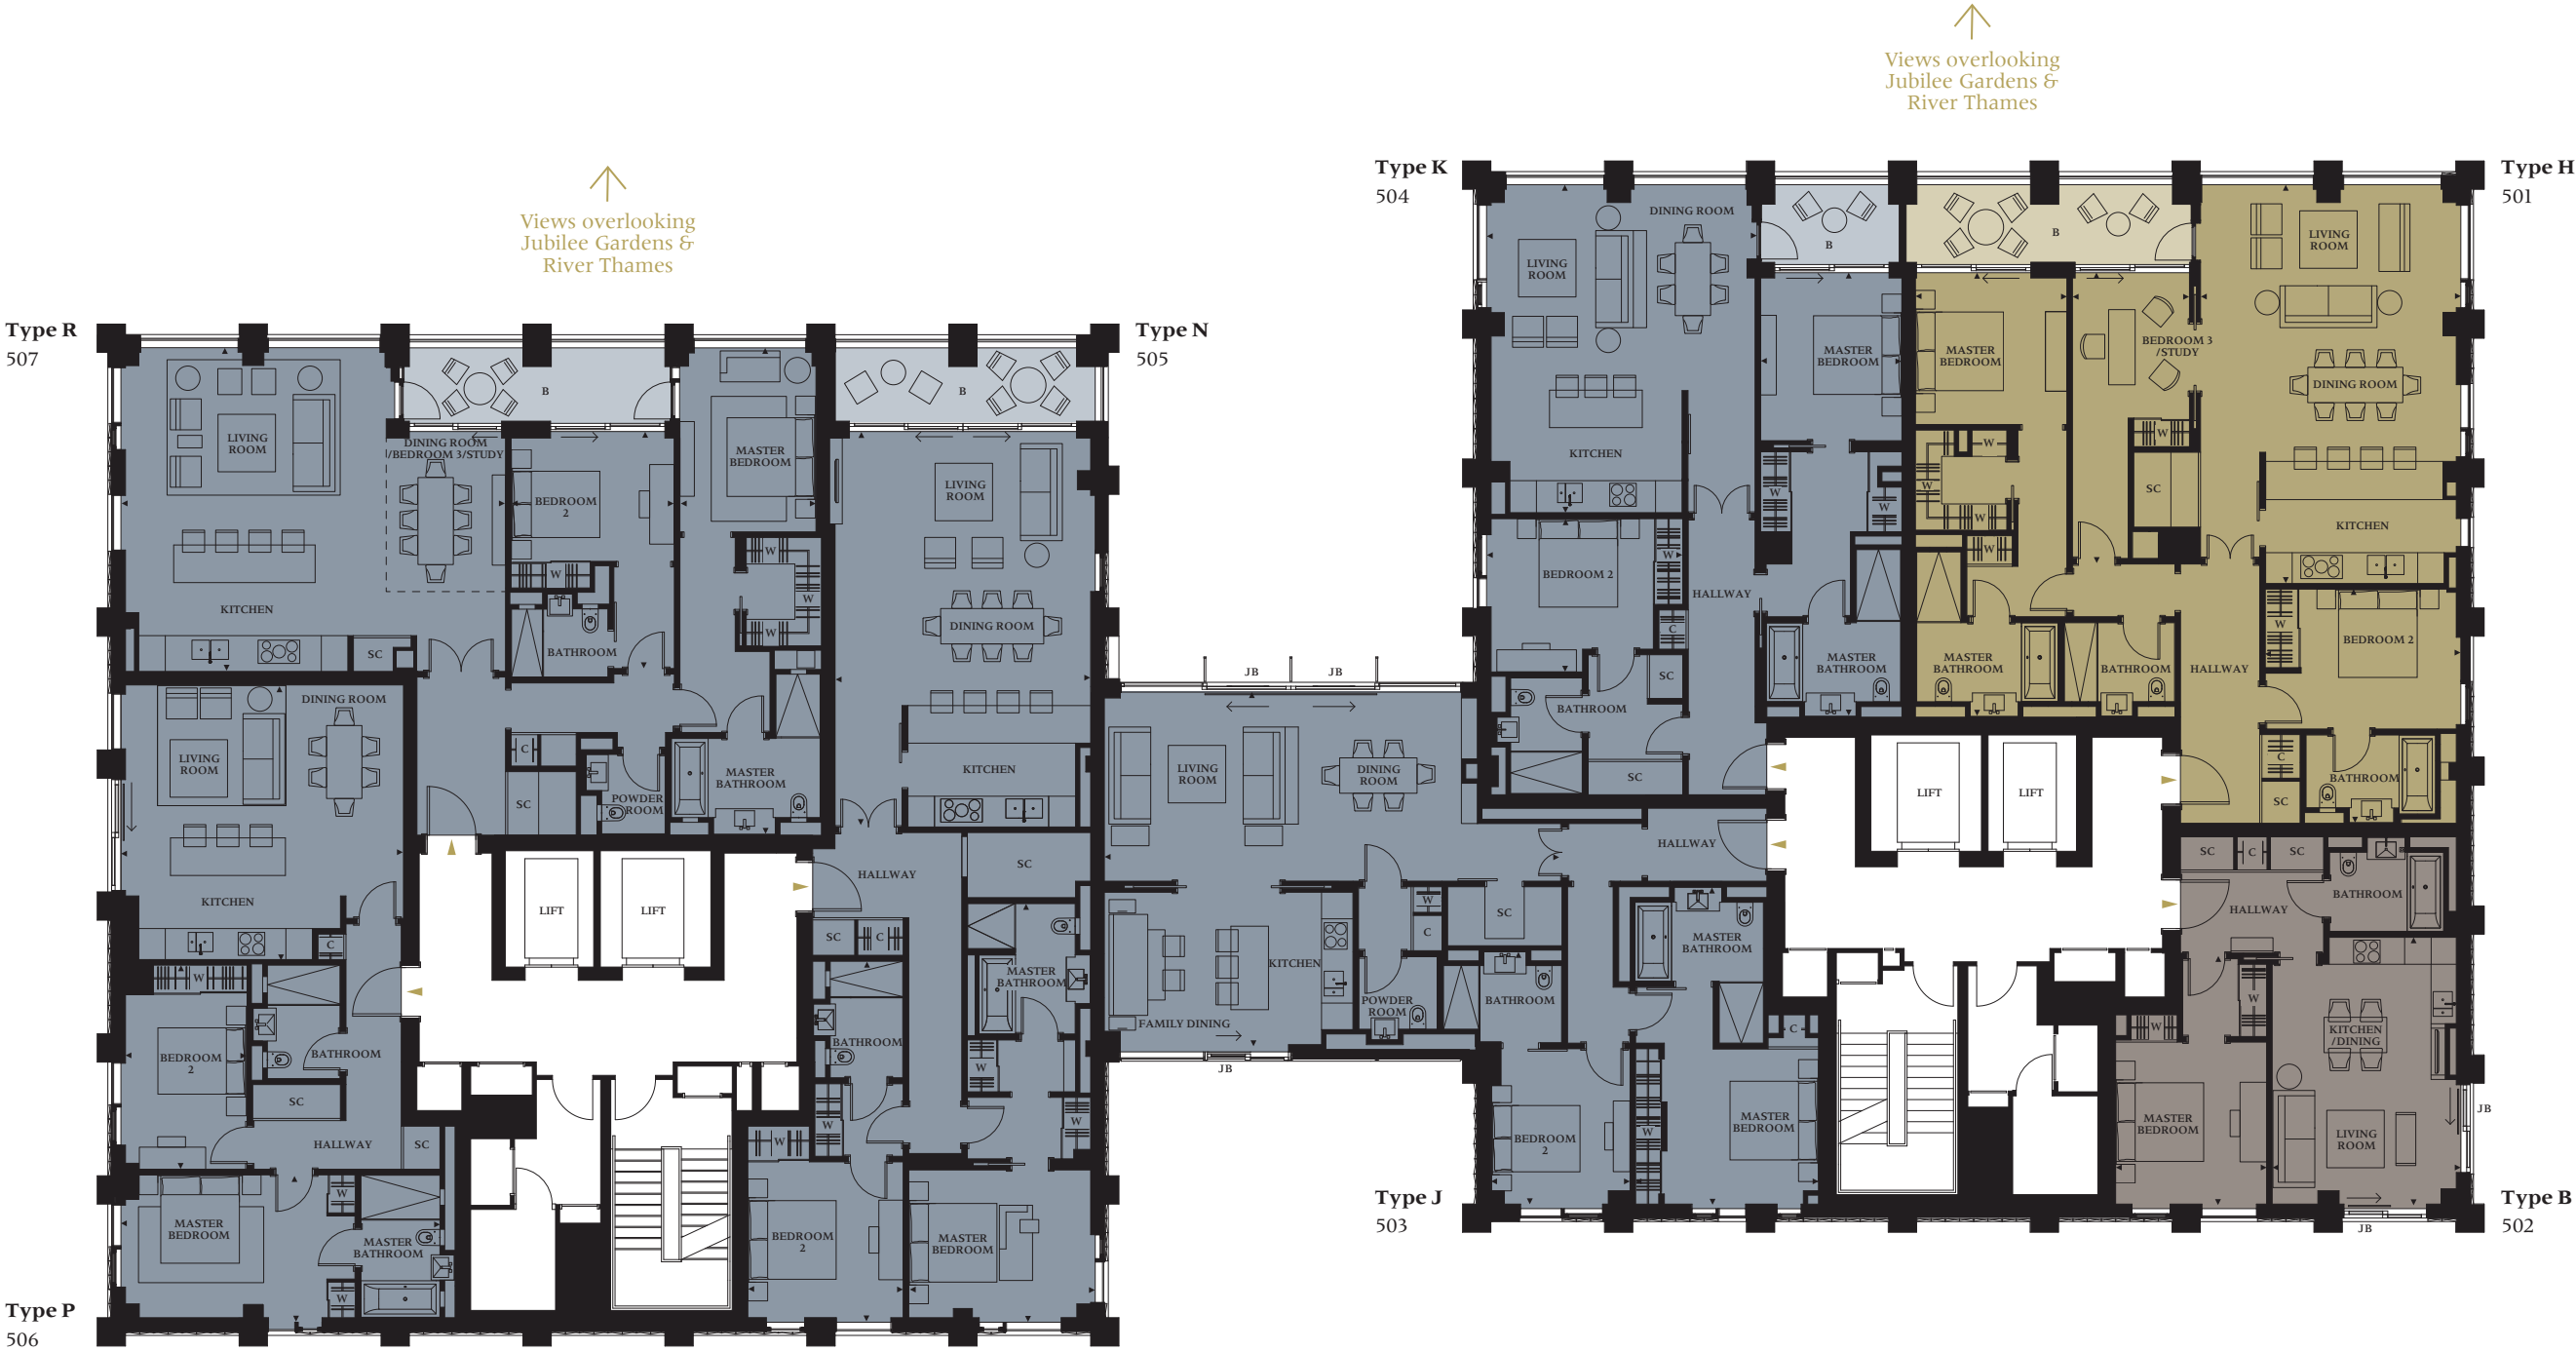 Views overlooking
Jubilee Gardens &
River Thames
Views overlooking
Jubilee Gardens &
River Thames
Type R
507
LIVING
ROOM
DINING ROOM
/BEDROOM 3/STUDY
KITCHEN
SC
B
BEDROOM
2
W
BATHROOM
MASTER
BEDROOM
W
W
W
C
SC
POWDER
ROOM
MASTER
BATHROOM
Type N
505
B
LIVING
ROOM
DINING ROOM
KITCHEN
HALLWAY
SC
SC
C
BATHROOM
MASTER
BATHROOM
W
W
W
W
BEDROOM
2
MASTER
BEDROOM
LIFT
LIFT
Type P
506
DINING ROOM
LIVING
ROOM
KITCHEN
C
W
BEDROOM
2
BATHROOM
SC
HALLWAY
SC
MASTER
BEDROOM
W
MASTER
BATHROOM
W
Type K
504
DINING ROOM
LIVING
ROOM
KITCHEN
B
MASTER
BEDROOM
W
W
BEDROOM 2
W
HALLWAY
C
SC
BATHROOM
SC
MASTER
BATHROOM
Type H
501
B
LIVING
ROOM
MASTER
BEDROOM
BEDROOM 3
/STUDY
DINING ROOM
W
W
W
W
W
SC
KITCHEN
MASTER
BATHROOM
BATHROOM
HALLWAY
W
BEDROOM 2
C
SC
BATHROOM
LIFT
LIFT
Type J
503
JB
JB
LIVING
ROOM
DINING
ROOM
HALLWAY
KITCHEN
FAMILY DINING
JB
W
C
SC
POWDER
ROOM
BATHROOM
MASTER
BATHROOM
C
BEDROOM
2
W
MASTER
BEDROOM
Type B
502
SC
C
SC
BATHROOM
HALLWAY
W
W
KITCHEN
/DINING
MASTER
BEDROOM
LIVING
ROOM
JB
JB